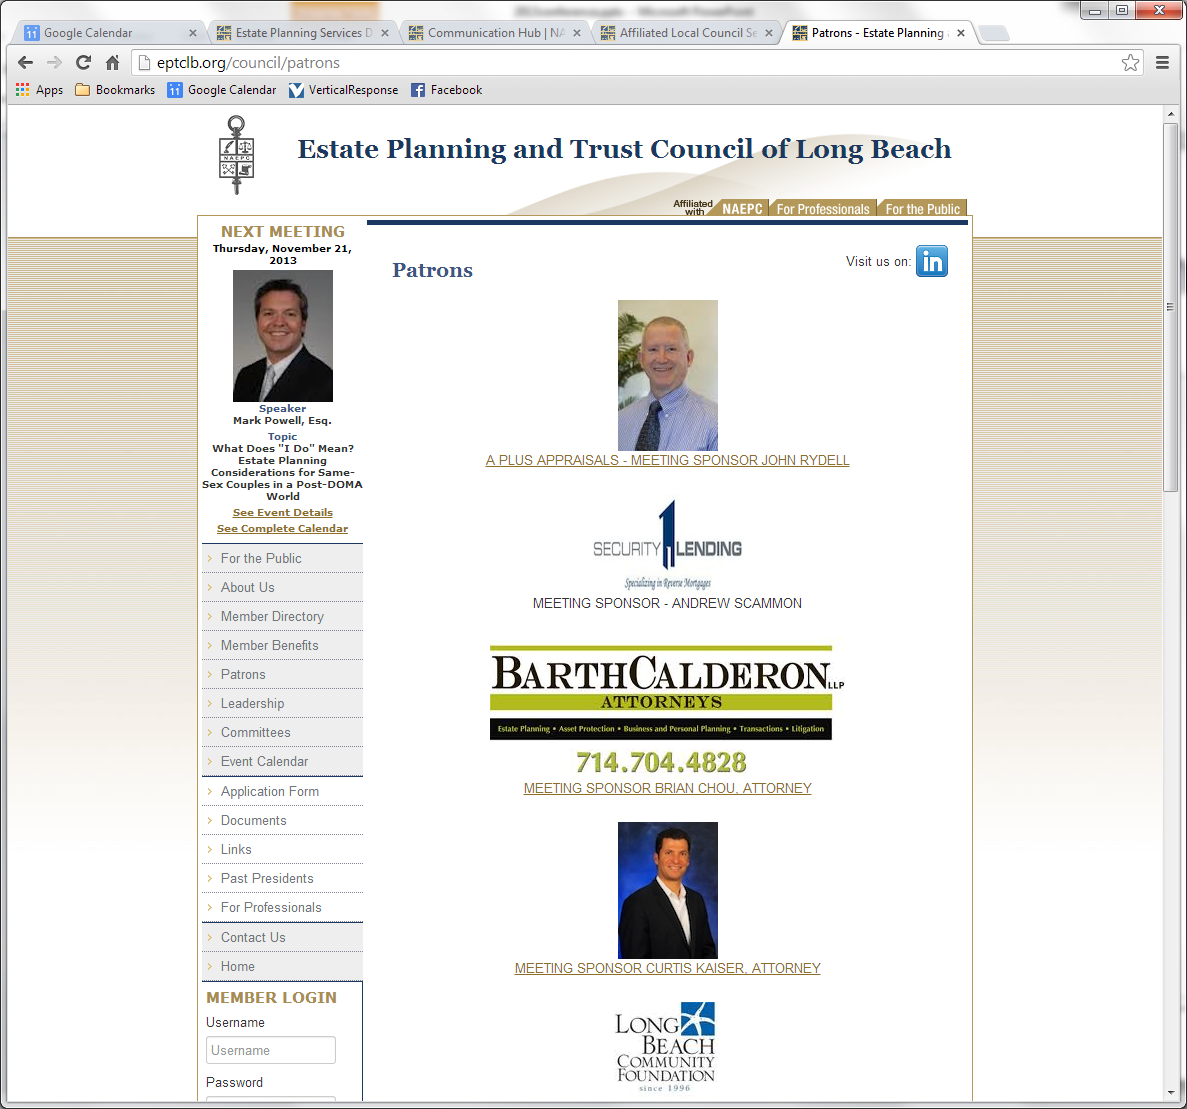 Google Calendar
Estate Planning Services D
Communication Hub | NA
Affiliated Local Council Se
Patrons - Estate Planning
eptclb.org/council/patrons
Apps
Bookmarks
Google Calendar
VerticalResponse
Facebook
NAEPC
Estate Planning and Trust Council of Long Beach
Affiliated
with
NAEPC
For Professionals
For the Public
NEXT MEETING
Thursday, November 21,
2013
Speaker
Mark Powell, Esq.
Topic
What Does "I Do" Mean?
Estate Planning
Considerations for Same-
Sex Couples in a Post-DOMA
World
See Event Details
See Complete Calendar
For the Public
About Us
Member Directory
Member Benefits
Patrons
Leadership
Committees
Event Calendar
Application Form
Documents
Links
Past Presidents
For Professionals
Contact Us
Home
MEMBER LOGIN
Username
Username
Password
Patrons
Visit us on:
in
A PLUS APPRAISALS - MEETING SPONSOR JOHN RYDELL
SECURITY 1 LENDING
Specializing in Reverse Mortgages
MEETING SPONSOR - ANDREW SCAMMON
BARTHCALDERON LLP
ATTORNEYS
Estate Planning • Asset Protection • Business and Personal Planning • Transactions • Litigation
714.704.4828
MEETING SPONSOR BRIAN CHOU, ATTORNEY
MEETING SPONSOR CURTIS KAISER, ATTORNEY
LONG
BEACH
COMMUNITY
FOUNDATION
since 1996